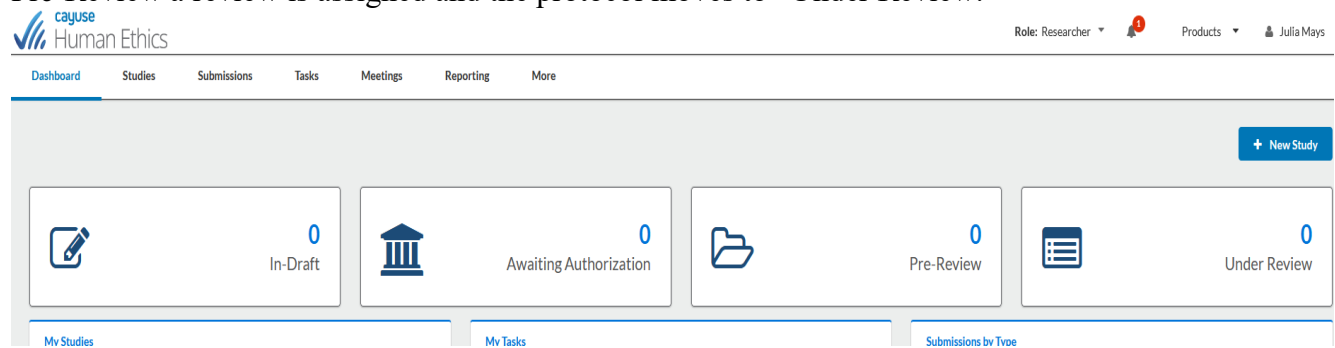 Pre-Review a review is assigned and the protocol moves to "Under Review."
cayuse
Human Ethics
Role: Researcher
1
Products
Julia Mays
Dashboard Studies Submissions Tasks Meetings Reporting More
+ New Study
0
In-Draft
0
Awaiting Authorization
0
Pre-Review
0
Under Review
My Studies
My Tasks
Submissions by Type